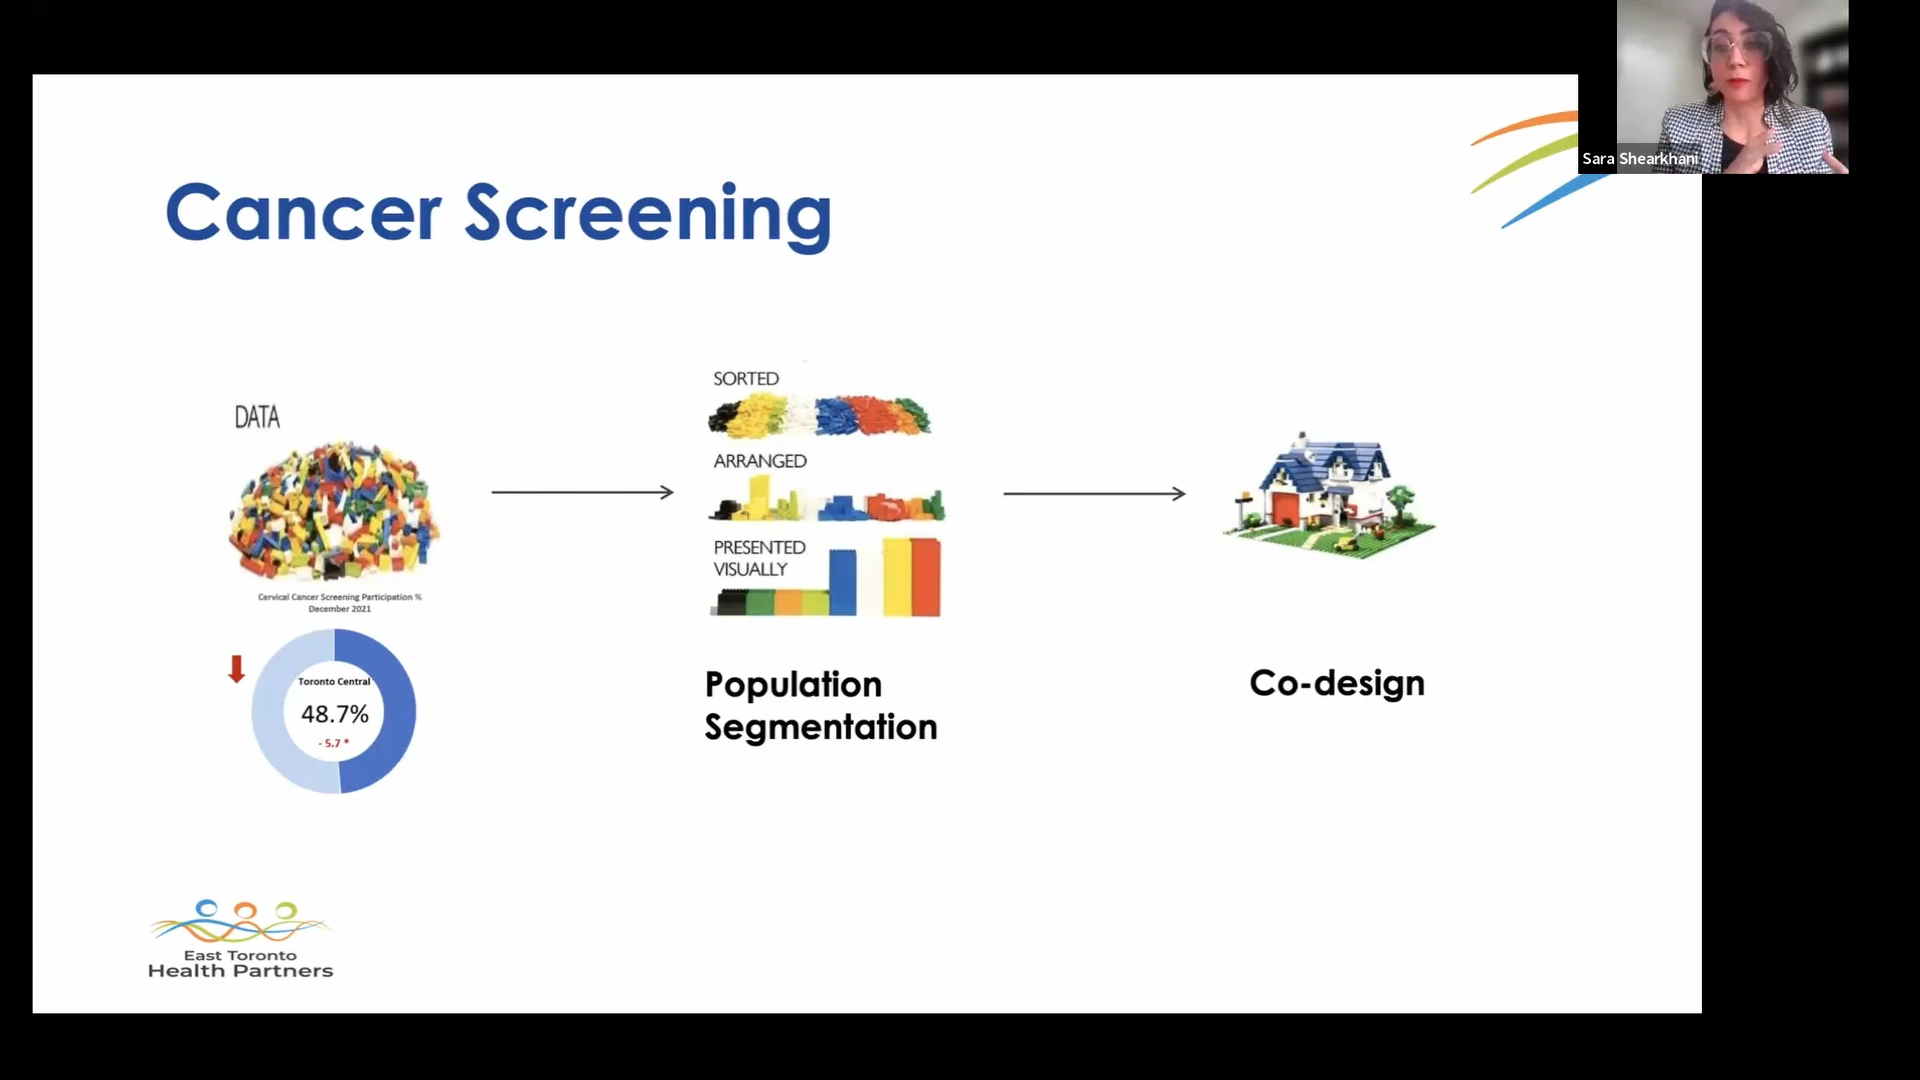 Sara Shearkhani
Cancer Screening
DATA
Cervical Cancer Screening Participation %
December 2021
Toronto Central
48.7%
- 5.7 *
SORTED
ARRANGED
PRESENTED
VISUALLY
Population
Segmentation
Co-design
East Toronto
Health Partners